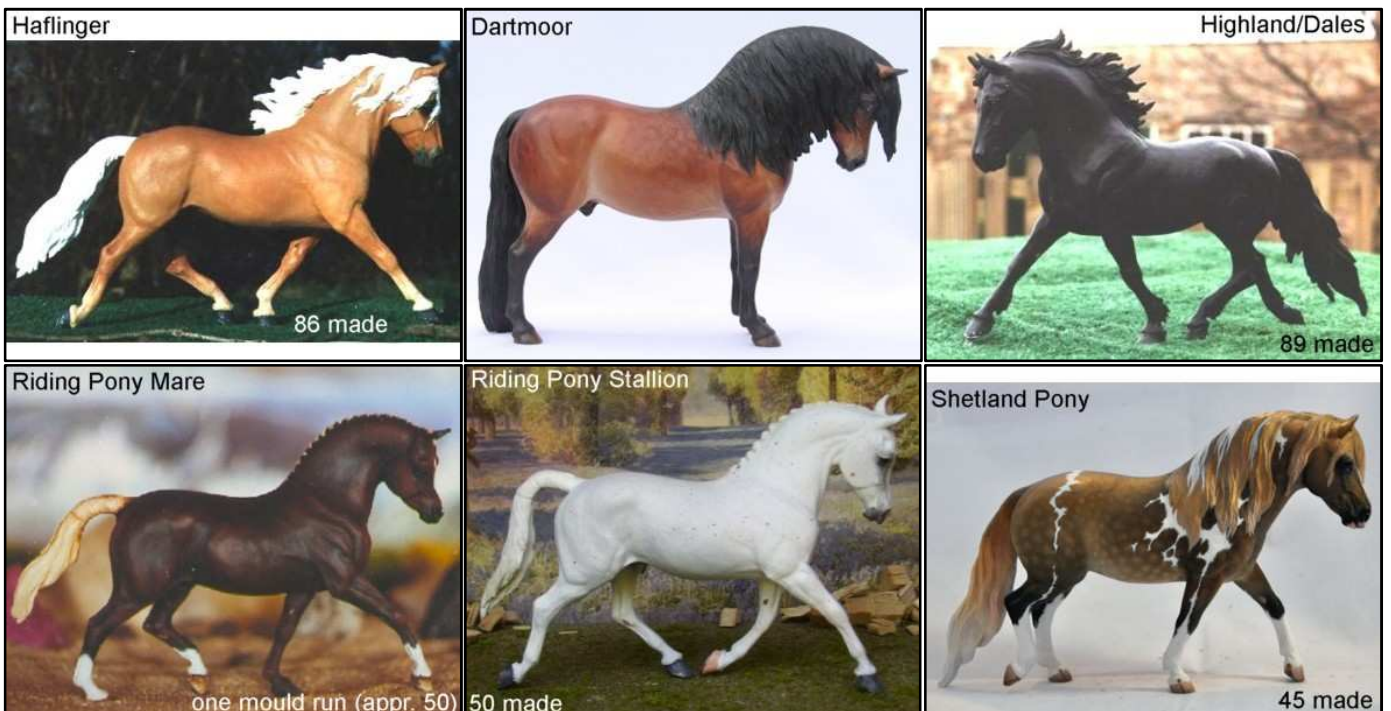 Haflinger
86 made
Dartmoor
Highland/Dales
89 made
Riding Pony Mare
one mould run (appr. 50)
Riding Pony Stallion
50 made
Shetland Pony
45 made